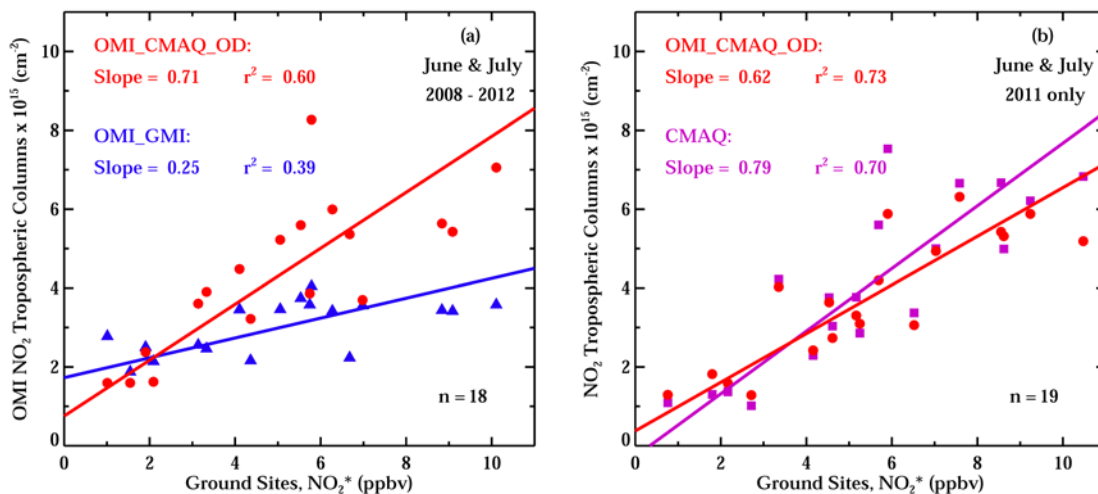 OMI NO₂ Tropospheric Columns x 10¹⁵ (cm⁻²)
10
8
6
4
2
0
OMI_CMAQ_OD:
Slope = 0.71 r² = 0.60
(a)
June & July
2008 - 2012
OMI_GMI:
Slope = 0.25 r² = 0.39
n = 18
0 2 4 6 8 10
Ground Sites, NO₂* (ppbv)
NO₂ Tropospheric Columns x 10¹⁵ (cm⁻²)
10
8
6
4
2
0
OMI_CMAQ_OD:
Slope = 0.62 r² = 0.73
(b)
June & July
2011 only
CMAQ:
Slope = 0.79 r² = 0.70
n = 19
0 2 4 6 8 10
Ground Sites, NO₂* (ppbv)